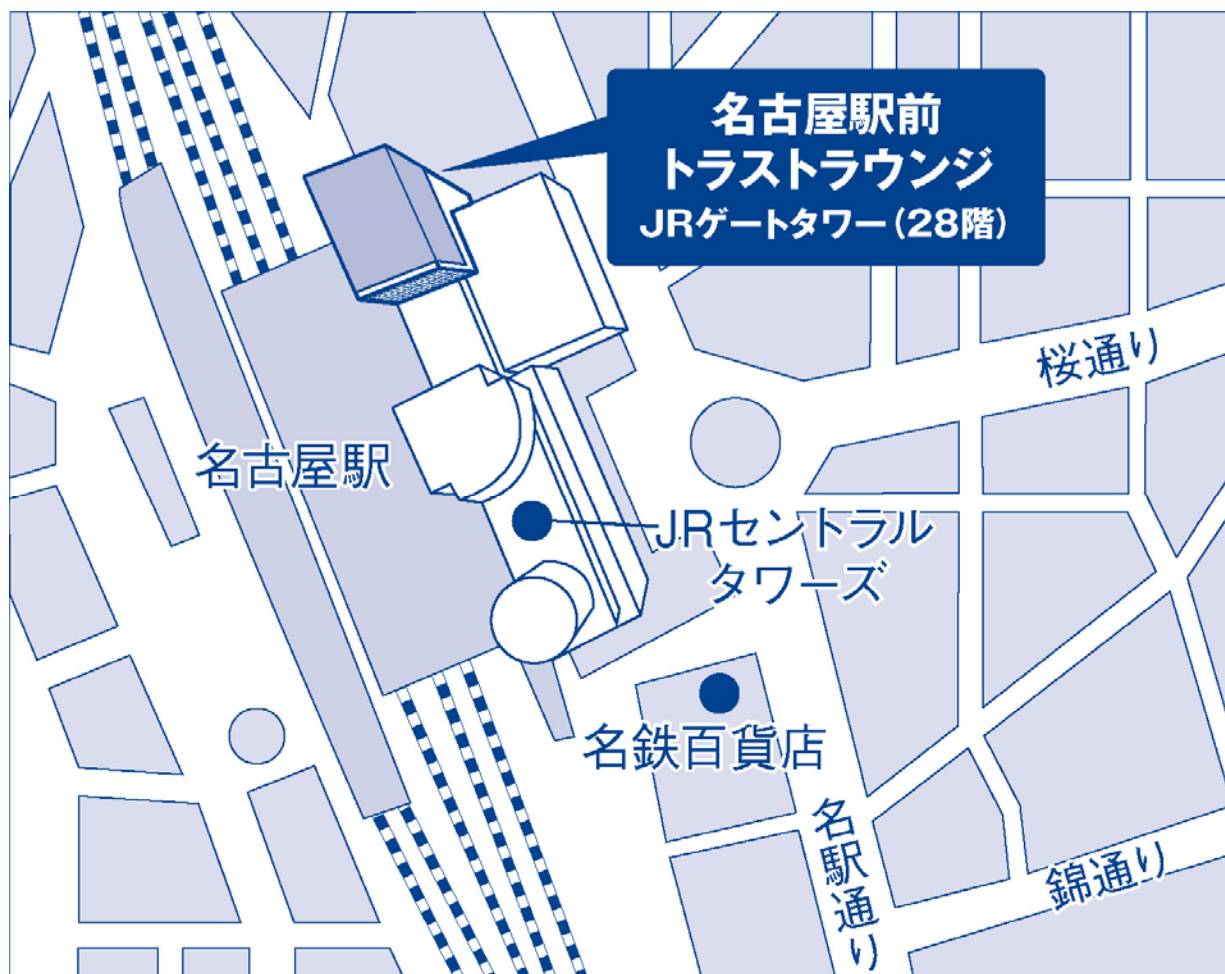 名古屋駅前
トラストラウンジ
JRゲートタワー(28階)
桜通り
名古屋駅
JRセントラル
タワーズ
名鉄百貨店
名駅通り
錦通り